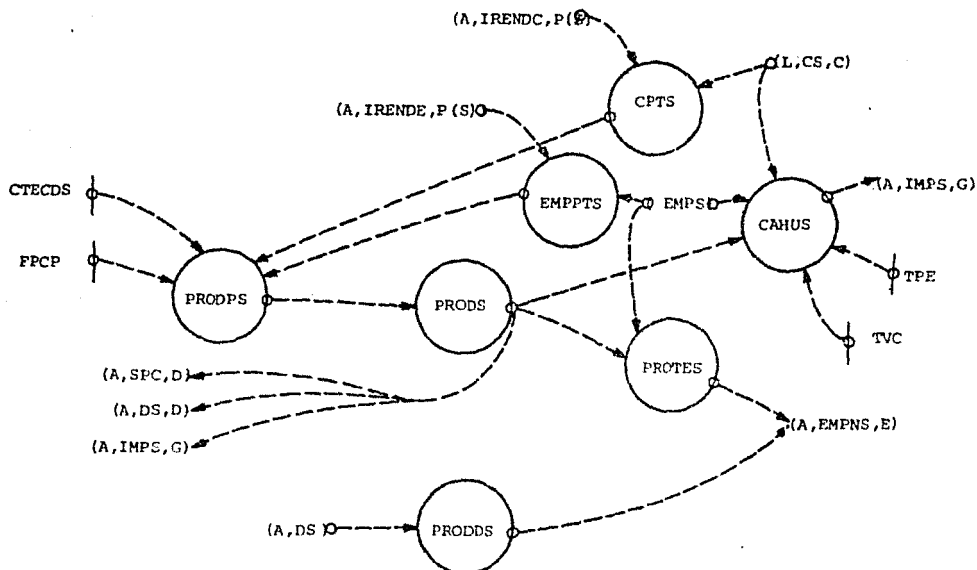 (A,IRENDC,P(S)
(L,CS,C)
CPTS
(A,IRENDE,P(S)
CTECDS
EMPPTS
EMPS
(A,IMPS,G)
CAHUS
FPCP
PRODPS
PRODS
TPE
TVC
PROTES
(A,SPC,D)
(A,DS,D)
(A,IMPS,G)
(A,EMPNS,E)
(A,DS)
PRODDS